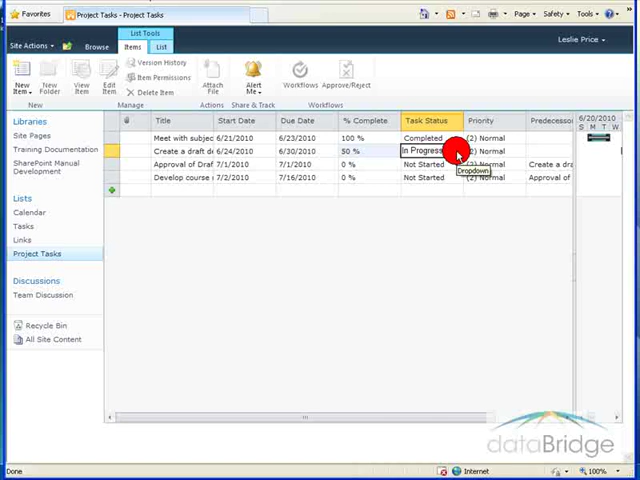 Favorites
Project Tasks - Project Tasks
Page
Safety
Tools
Site Actions
Browse
List Tools
Items
List
Leslie Price
New Item
New Folder
View Item
Edit Item
Version History
Item Permissions
Delete Item
Attach File
Alert Me
Workflows
Approve/Reject
New
Manage
Actions
Share & Track
Workflows
Libraries
Site Pages
Training Documentation
SharePoint Manual Development
Lists
Calendar
Tasks
Links
Project Tasks
Discussions
Team Discussion
Recycle Bin
All Site Content
Title Start Date Due Date % Complete Task Status Priority Predecessor
Meet with subjec 6/21/2010 6/23/2010 100 % Completed (2) Normal
Create a draft d 6/24/2010 6/30/2010 50 % In Progress (2) Normal
Approval of Draf 7/1/2010 7/1/2010 0 % Not Started (2) Normal Create a dra
Develop course 7/2/2010 7/16/2010 0 % Not Started (2) Normal Approval of
Dropdown
6/20/2010
S M T W
dataBridge
Done
Internet
100%